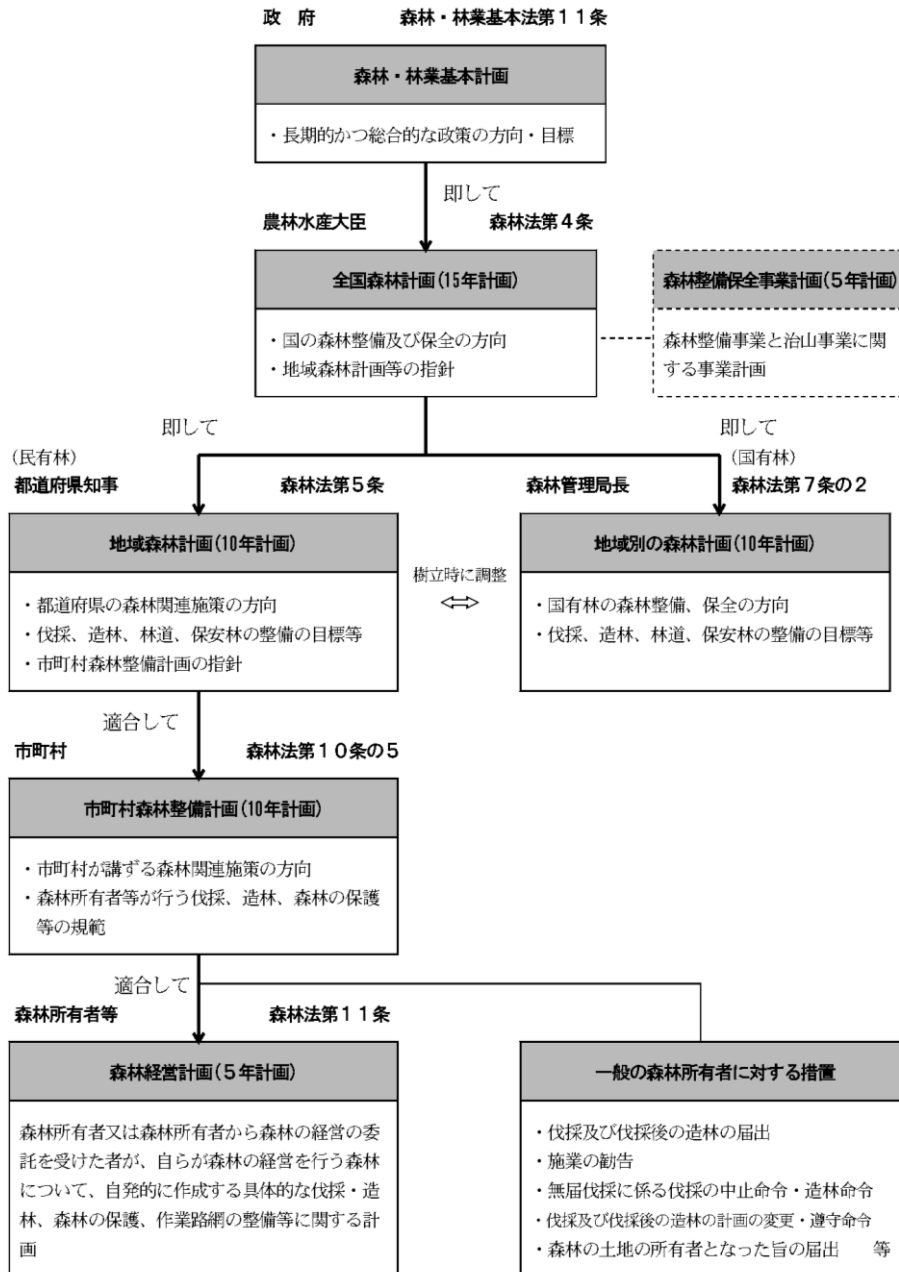 政　府　　　森林・林業基本法第１１条
森林・林業基本計画
・長期的かつ総合的な政策の方向・目標
即して
農林水産大臣　　　　　森林法第４条
全国森林計画(15年計画)
・国の森林整備及び保全の方向
・地域森林計画等の指針
森林整備保全事業計画(５年計画)
森林整備事業と治山事業に関
する事業計画
即して
即して
(民有林)
都道府県知事　　　　　森林法第５条
(国有林)
森林管理局長　　　　　森林法第７条の２
地域森林計画(10年計画)
・都道府県の森林関連施策の方向
・伐採、造林、林道、保安林の整備の目標等
・市町村森林整備計画の指針
樹立時に調整
⇔
地域別の森林計画(10年計画)
・国有林の森林整備、保全の方向
・伐採、造林、林道、保安林の整備の目標等
適合して
市町村　　　　　森林法第１０条の５
市町村森林整備計画(10年計画)
・市町村が講ずる森林関連施策の方向
・森林所有者等が行う伐採、造林、森林の保護
等の規範
適合して
森林所有者等　　　　　森林法第１１条
森林経営計画(５年計画)
森林所有者又は森林所有者から森林の経営の委
託を受けた者が、自らが森林の経営を行う森林
について、自発的に作成する具体的な伐採・造
林、森林の保護、作業路網の整備等に関する計
画
一般の森林所有者に対する措置
・伐採及び伐採後の造林の届出
・施業の勧告
・無届伐採に係る伐採の中止命令・造林命令
・伐採及び伐採後の造林の計画の変更・遵守命令
・森林の土地の所有者となった旨の届出　等